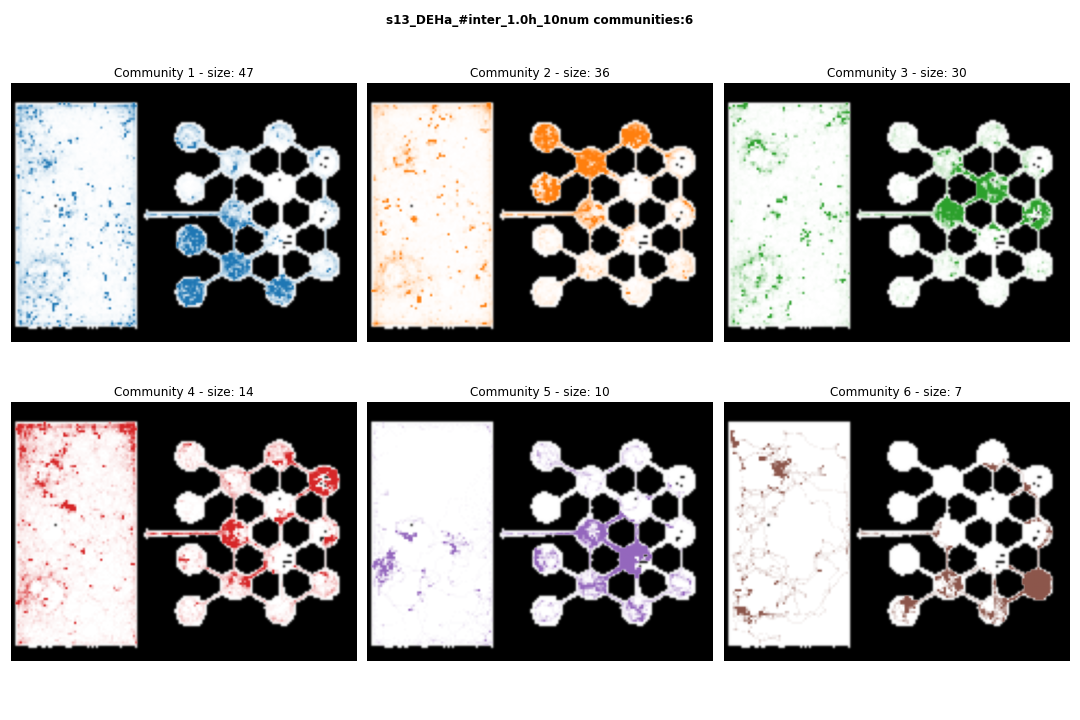 s13_DEHa_#inter_1.0h_10num communities:6
Community 1 - size: 47
Community 2 - size: 36
Community 3 - size: 30
Community 4 - size: 14
Community 5 - size: 10
Community 6 - size: 7